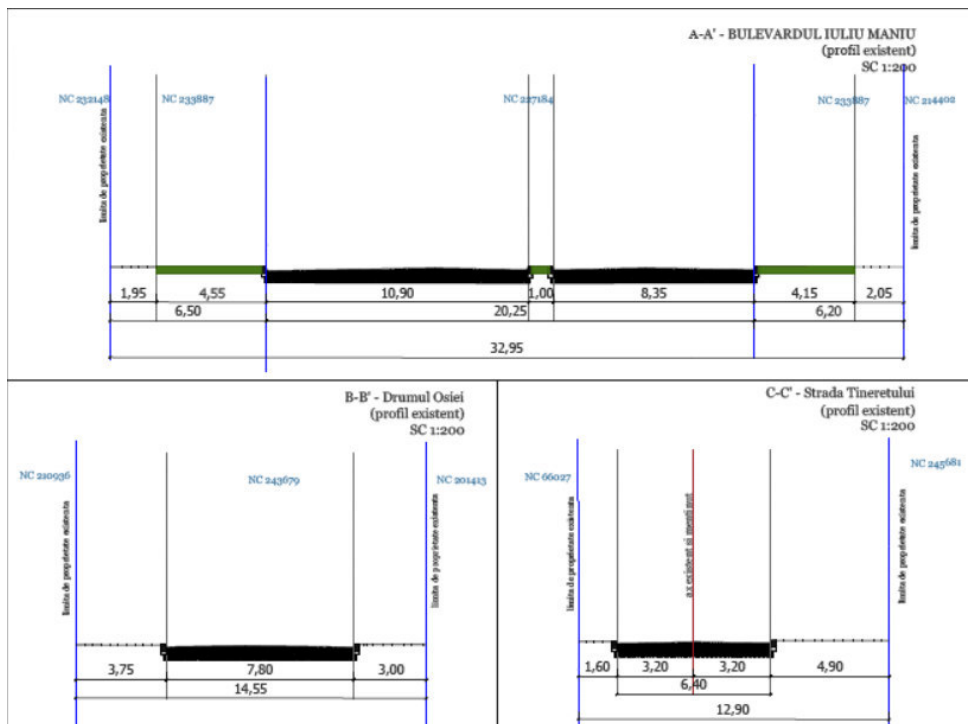 A-A' - BULEVARDUL IULIU MANIU
(profil existent)
SC 1:200
NC 232148
NC 233887
NC 227184
NC 233887
NC 214402
limita de proprietate existenta
limita de proprietate existenta
1,95
4,55
10,90
1,00
8,35
4,15
2,05
6,50
20,25
6,20
32,95
B-B' - Drumul Osiei
(profil existent)
SC 1:200
NC 210936
NC 243679
NC 201413
limita de proprietate existenta
limita de proprietate existenta
3,75
7,80
3,00
14,55
C-C' - Strada Tineretului
(profil existent)
SC 1:200
NC 66027
NC 245681
limita de proprietate existenta
ax existent si mentinut
limita de proprietate existenta
1,60
3,20
3,20
4,90
6,40
12,90